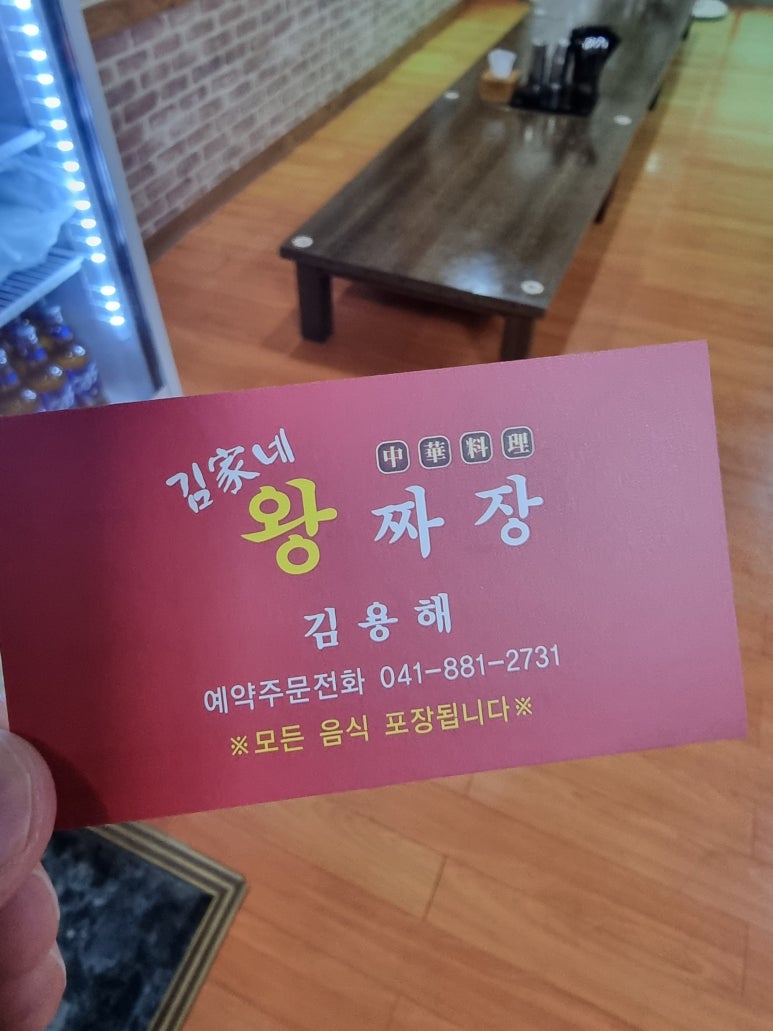 김家네
中華料理
왕짜장
김용해
예약주문전화 041-881-2731
※모든 음식 포장됩니다※